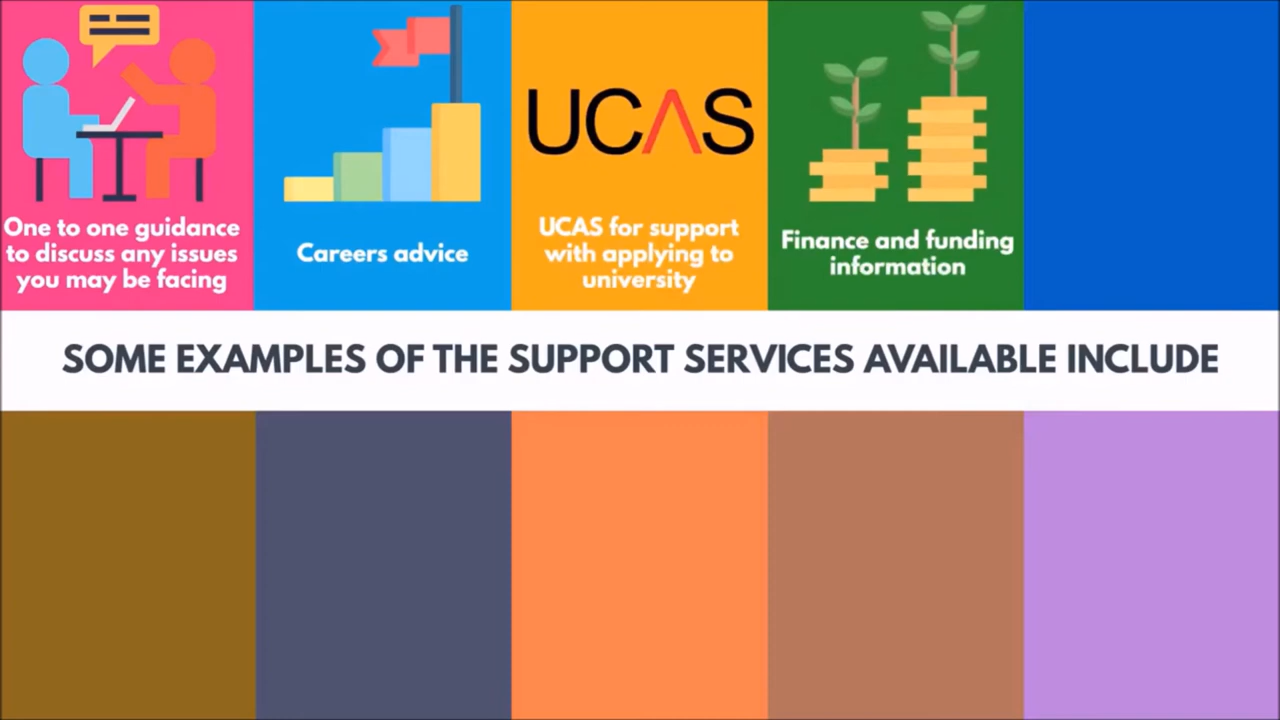 One to one guidance
to discuss any issues
you may be facing
Careers advice
UCAS
UCAS for support
with applying to
university
Finance and funding
information
SOME EXAMPLES OF THE SUPPORT SERVICES AVAILABLE INCLUDE